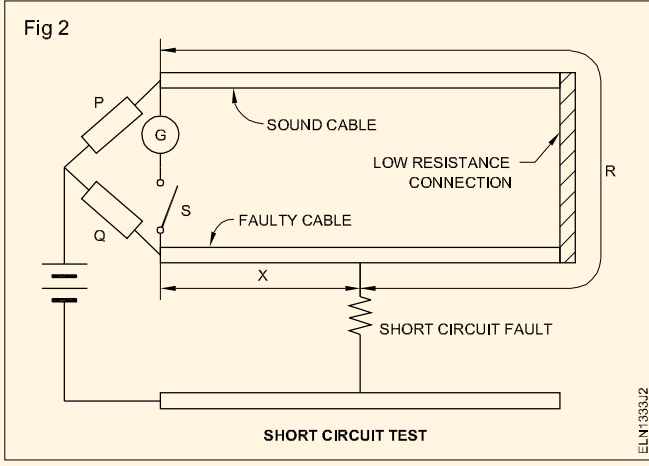 Fig 2
P
G
SOUND CABLE
LOW RESISTANCE
CONNECTION
R
S
Q
FAULTY CABLE
X
SHORT CIRCUIT FAULT
SHORT CIRCUIT TEST
ELN1333J2